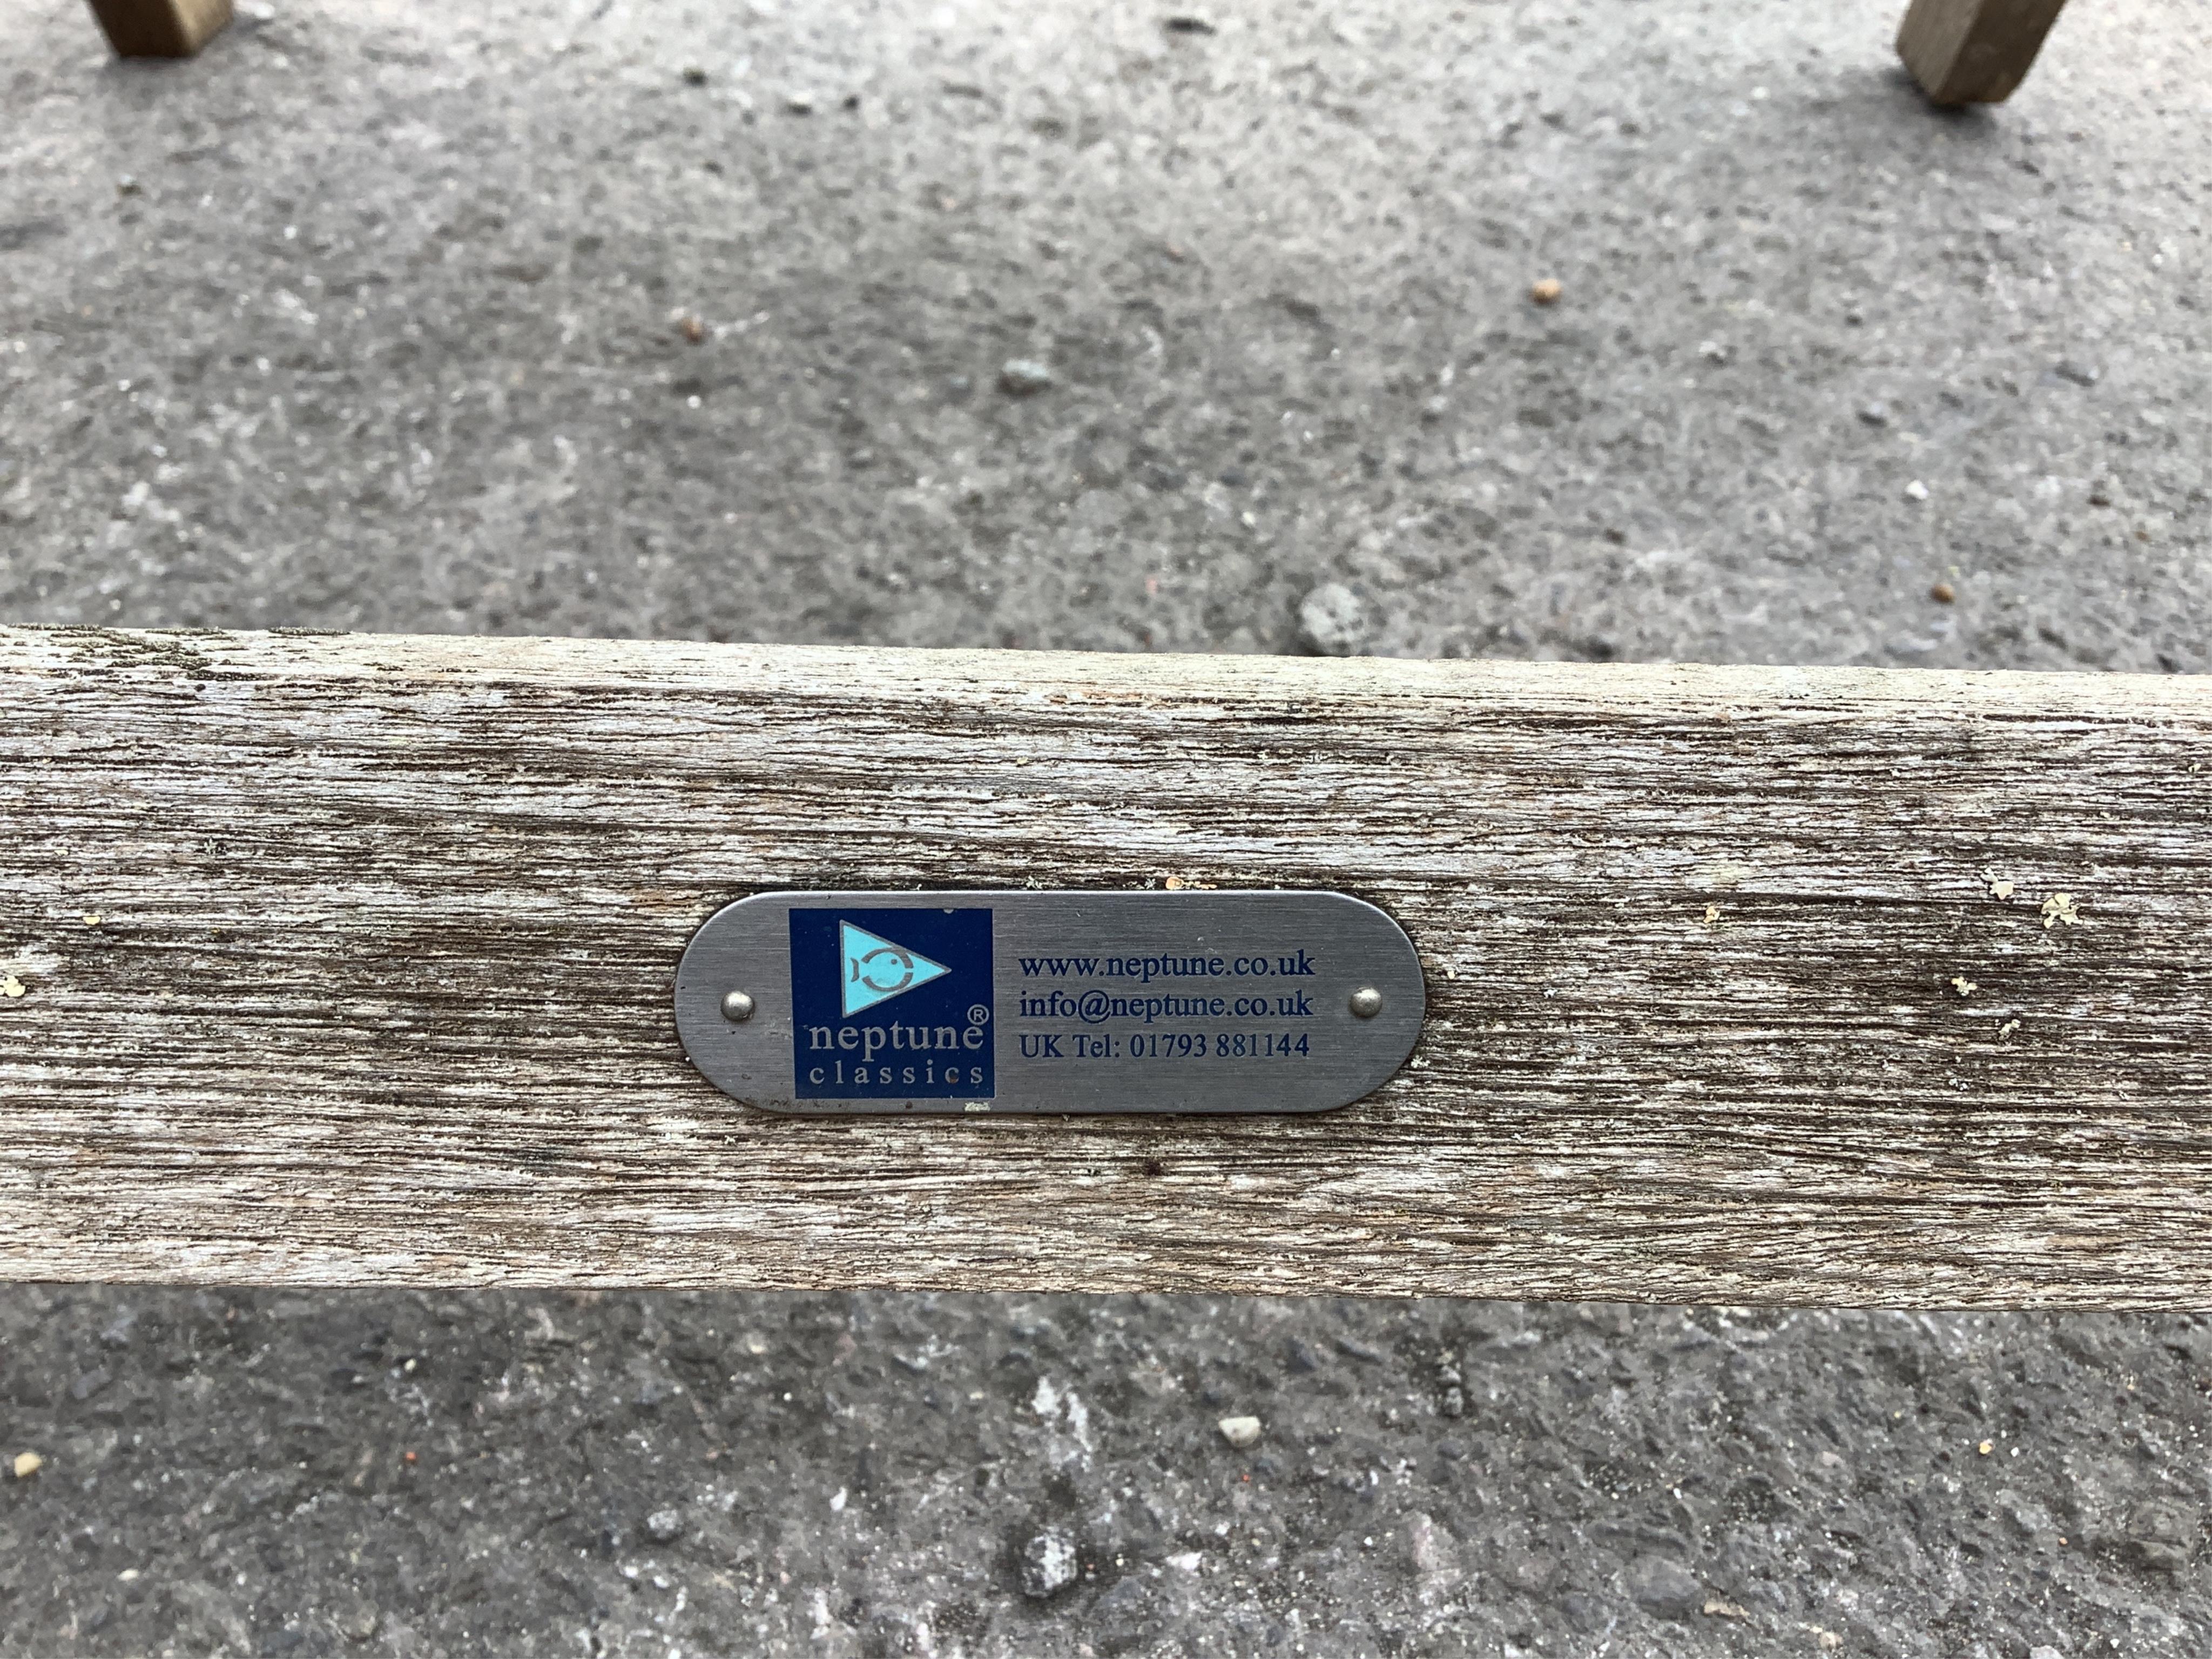 neptune®
classics
www.neptune.co.uk
info@neptune.co.uk
UK Tel: 01793 881144